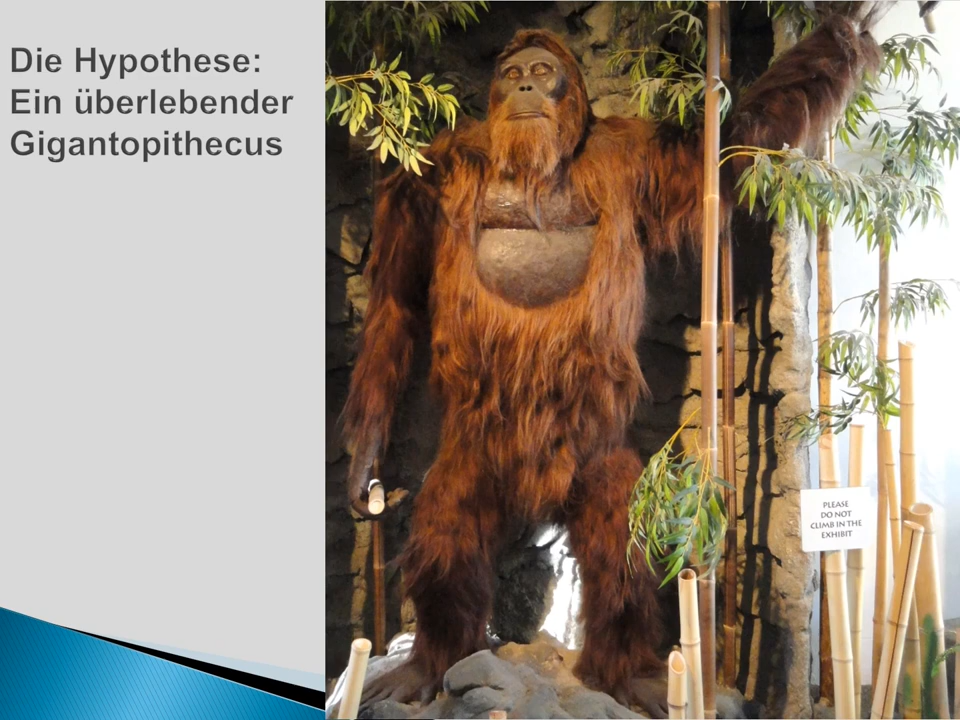 Die Hypothese:
Ein überlebender
Gigantopithecus
PLEASE
DO NOT
CLIMB IN THE
EXHIBIT